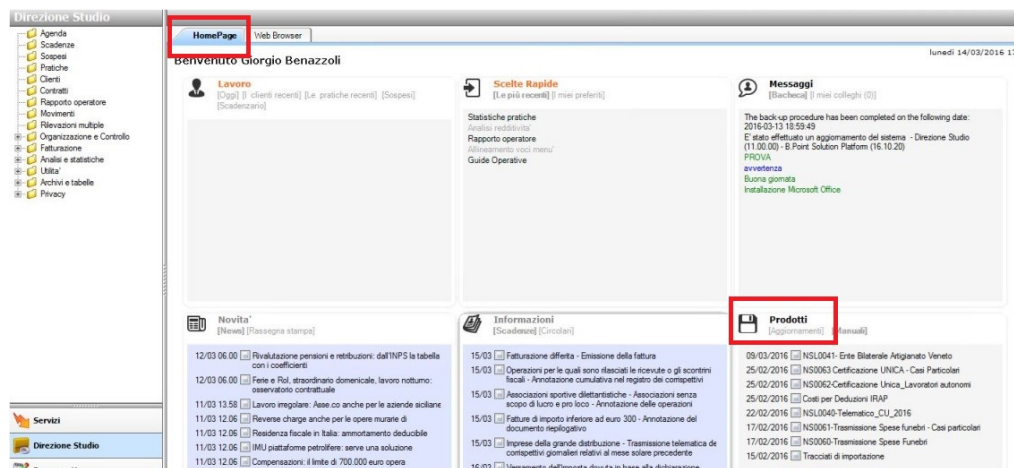 Direzione Studio
Agenda
Scadenze
Sospesi
Pratiche
Clienti
Contratti
Rapporto operatore
Movimenti
Rilevazioni multiple
Organizzazione e Controllo
Fatturazione
Analisi e statistiche
Utilita'
Archivi e tabelle
Privacy
Servizi
Direzione Studio
HomePage
Web Browser
Benvenuto Giorgio Benazzoli
lunedì 14/03/2016
Lavoro
[Oggi] [I clienti recenti] [Le pratiche recenti] [Sospesi]
[Scadenzario]
Scelte Rapide
[Le più recenti] [I miei preferiti]
Statistiche pratiche
Analisi redditivita'
Rapporto operatore
Allineamento voci menu'
Guide Operative
Messaggi
[Bacheca] [I miei colleghi (0)]
The back-up procedure has been completed on the following date:
2016-03-13 18:59:49
E' stato effettuato un aggiornamento del sistema - Direzione Studio
(11.00.00) - B.Point Solution Platform (16.10.20)
PROVA
avvertenza
Buona giornata
Installazione Microsoft Office
Novita'
[News] [Rassegna stampa]
12/03 06.00 Rivalutazione pensioni e retribuzioni: dall'INPS la tabella
con i coefficienti
12/03 06.00 Ferie e Rol, straordinario domenicale, lavoro notturno:
osservatorio contrattuale
11/03 13.58 Lavoro irregolare: Asse.co anche per le aziende siciliane
11/03 12.06 Reverse charge anche per le opere murarie di
11/03 12.06 Residenza fiscale in Italia: ammortamento deducibile
11/03 12.06 IMU piattaforme petrolifere: serve una soluzione
11/03 12.06 Compensazioni: il limite di 700.000 euro opera
Informazioni
[Scadenze] [Circolari]
15/03 Fatturazione differita - Emissione della fattura
15/03 Operazioni per le quali sono rilasciati le ricevute o gli scontrini
fiscali - Annotazione cumulativa nel registro dei corrispettivi
15/03 Associazioni sportive dilettantistiche - Associazioni senza
scopo di lucro e pro loco - Annotazione delle operazioni
15/03 Fatture di importo inferiore ad euro 300 - Annotazione del
documento riepilogativo
15/03 Imprese della grande distribuzione - Trasmissione telematica dei
corrispettivi giornalieri relativi al mese solare precedente
16/03 Versamento dell'imposta dovuta in base alla dichiarazione
Prodotti
[Aggiornamenti] [Manuali]
09/03/2016 NSL0041- Ente Bilaterale Artigianato Veneto
25/02/2016 NS0063 Certificazione UNICA - Casi Particolari
25/02/2016 NS0062-Certificazione Unica_Lavoratori autonomi
25/02/2016 Costi per Deduzioni IRAP
22/02/2016 NSL0040-Telematico_CU_2016
17/02/2016 NS0061-Trasmissione Spese funebri - Casi particolari
17/02/2016 NS0060-Trasmissione Spese Funebri
15/02/2016 Tracciati di importazione